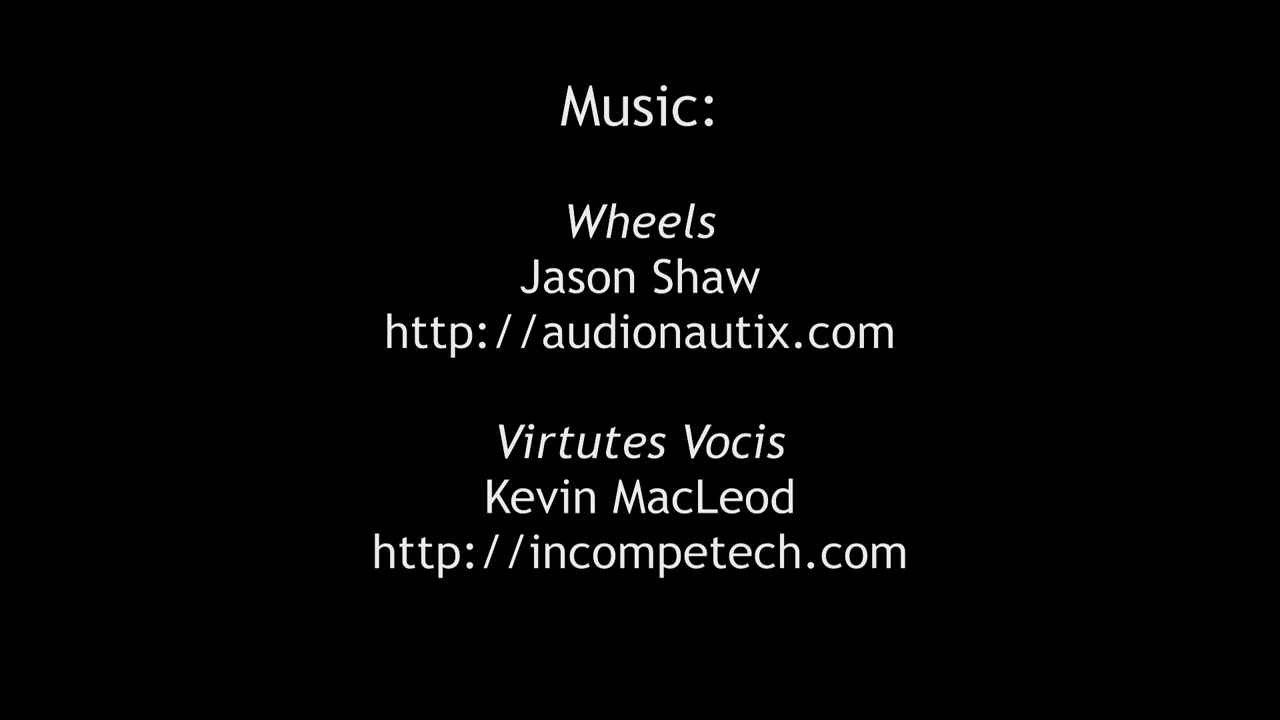 Music:
Wheels
Jason Shaw
http://audionautix.com
Virtutes Vocis
Kevin MacLeod
http://incompetech.com